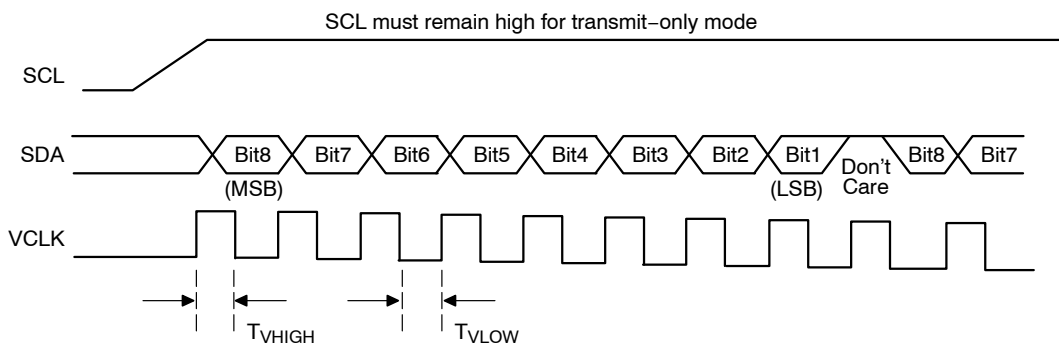 SCL must remain high for transmit−only mode
SCL
SDA
Bit8 Bit7 Bit6 Bit5 Bit4 Bit3 Bit2 Bit1 Don't Care Bit8 Bit7
(MSB) (LSB)
VCLK
TVHIGH TVLOW